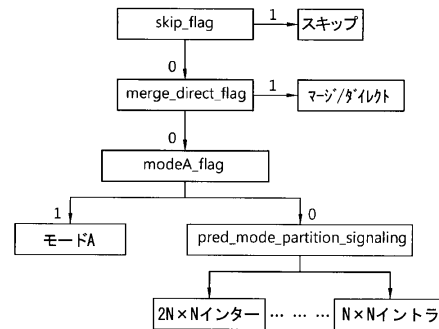 skip_flag
1
スキップ
0
merge_direct_flag
1
マージ/ダイレクト
0
modeA_flag
1
0
モードA
pred_mode_partition_signaling
2N×Nインター … … … N×Nイントラ